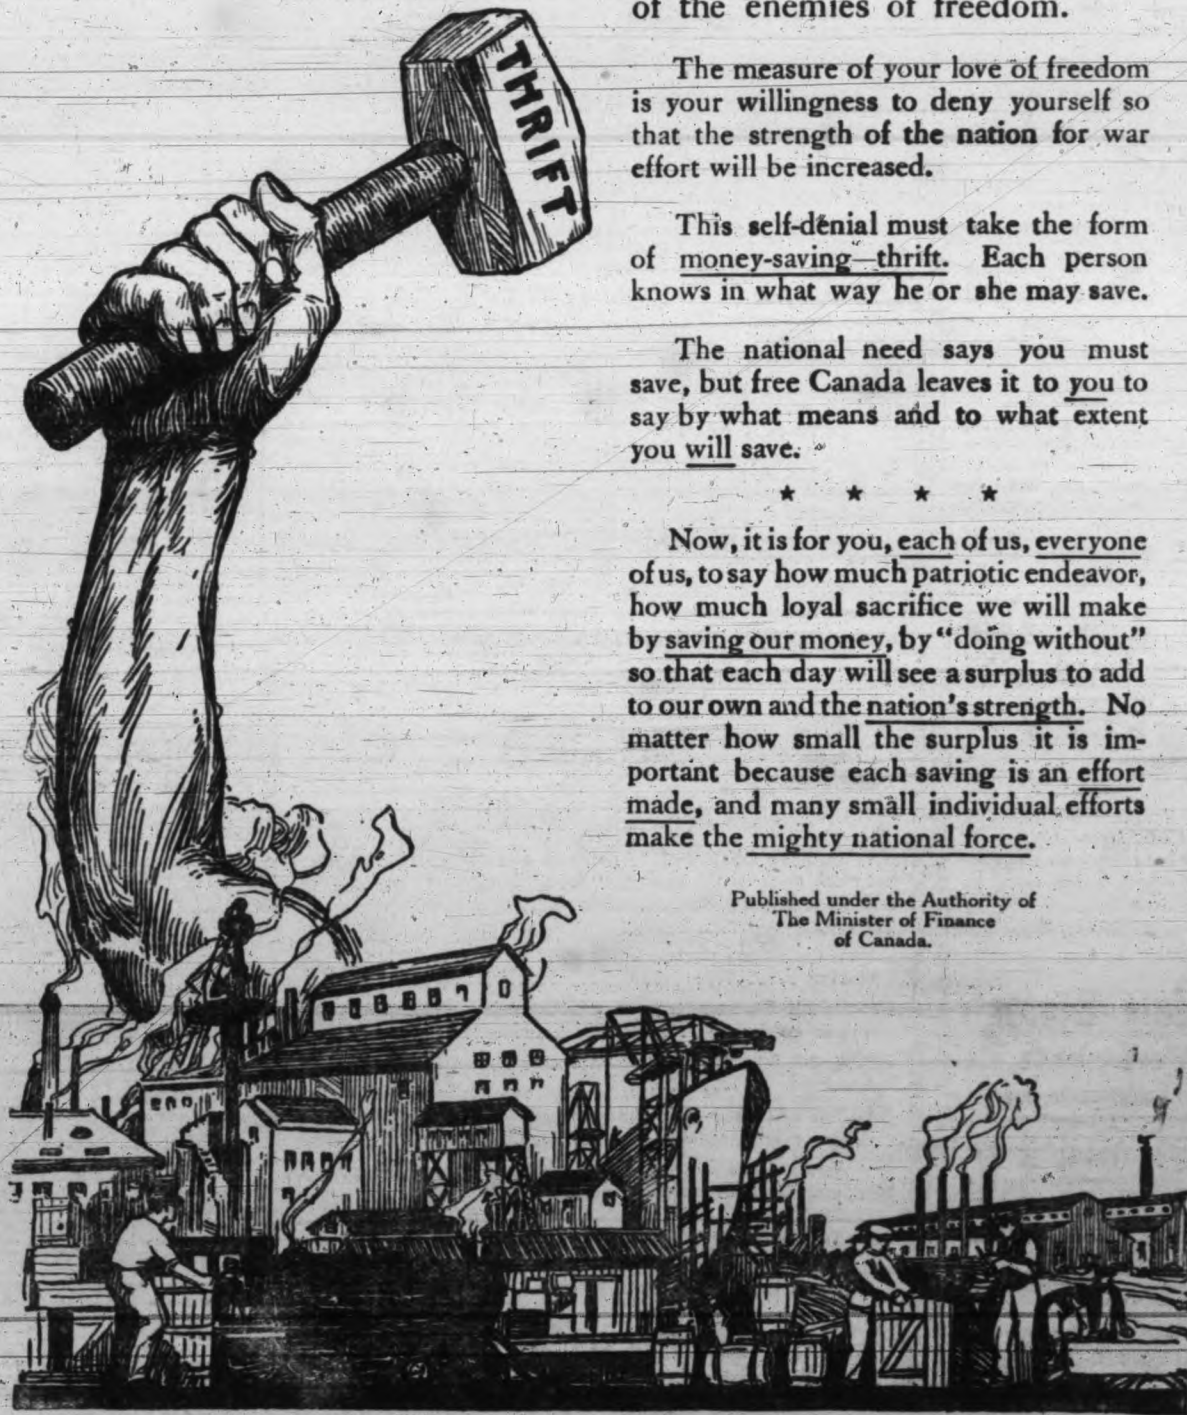 THRIFT
of the enemies of freedom.
The measure of your love of freedom
is your willingness to deny yourself so
that the strength of the nation for war
effort will be increased.
This self-denial must take the form
of money-saving—thrift. Each person
knows in what way he or she may save.
The national need says you must
save, but free Canada leaves it to you to
say by what means and to what extent
you will save.
★ ★ ★ ★
Now, it is for you, each of us, everyone
of us, to say how much patriotic endeavor,
how much loyal sacrifice we will make
by saving our money, by "doing without"
so that each day will see a surplus to add
to our own and the nation's strength. No
matter how small the surplus it is im-
portant because each saving is an effort
made, and many small individual efforts
make the mighty national force.
Published under the Authority of
The Minister of Finance
of Canada.